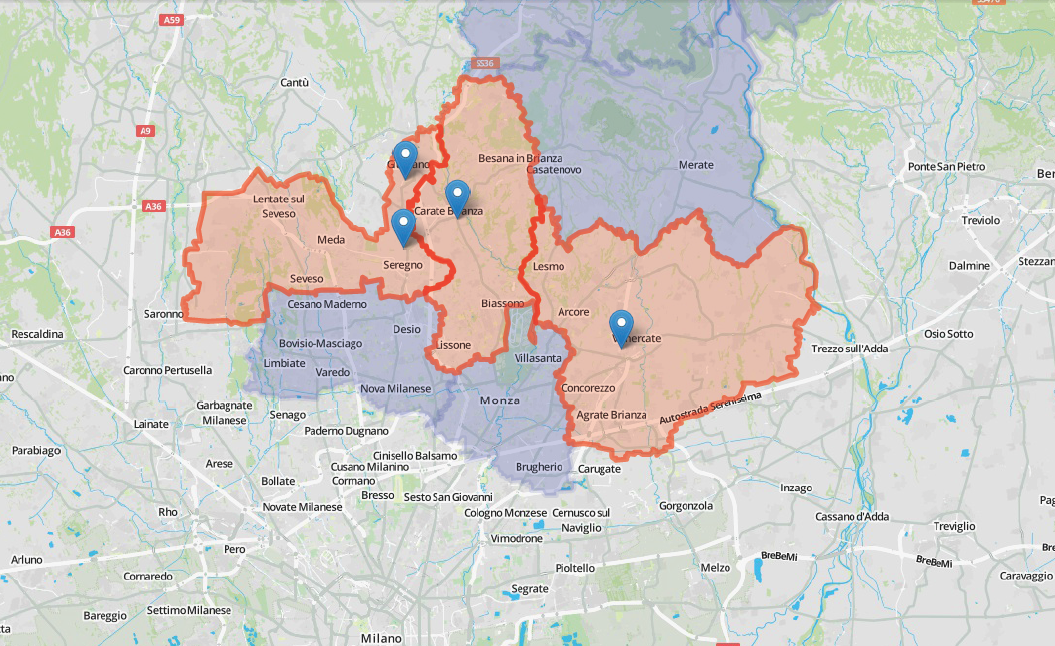 A59
SS36
Cantù
A9
Besana in Brianza
Casatenovo
Merate
Ponte San Pietro
Lentate sul
Seveso
A36
Carate Brianza
Treviolo
A36
Meda
Seregno
Lesmo
Dalmine
Stezzan
Seveso
Saronno
Cesano Maderno
Biassono
Arcore
Rescaldina
Desio
Osio Sotto
Bovisio-Masciago
Lissone
Trezzo sull'Adda
Limbiate
Varedo
Villasanta
Caronno Pertusella
Nova Milanese
Concorezzo
Monza
Autostrada Serenissima
Garbagnate
Milanese
Senago
Agrate Brianza
Lainate
Paderno Dugnano
Parabiago
Arese
Cinisello Balsamo
Cusano Milanino
Brugherio
Carugate
Bollate
Cormano
Bresso
Sesto San Giovanni
Inzago
Rho
Novate Milanese
Cologno Monzese
Cernusco sul
Naviglio
Gorgonzola
Cassano d'Adda
Treviglio
Vimodrone
Pero
Arluno
BreBeMi
BreBeMi
Cornaredo
Pioltello
Melzo
Caravaggio
Segrate
Bareggio
Settimo Milanese
Milano